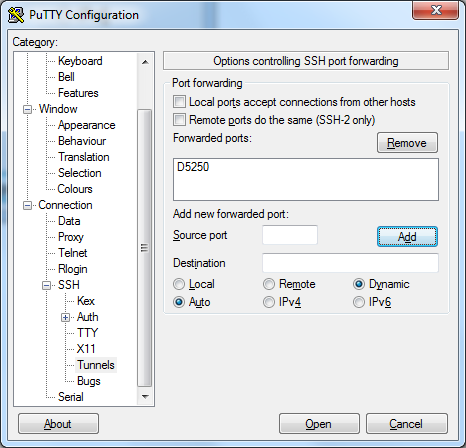 PuTTY Configuration
Category:
Keyboard
Bell
Features
Window
Appearance
Behaviour
Translation
Selection
Colours
Connection
Data
Proxy
Telnet
Rlogin
SSH
Kex
Auth
TTY
X11
Tunnels
Bugs
Serial
Options controlling SSH port forwarding
Port forwarding
Local ports accept connections from other hosts
Remote ports do the same (SSH-2 only)
Forwarded ports:
Remove
D5250
Add new forwarded port:
Source port
Add
Destination
Local Remote Dynamic
Auto IPv4 IPv6
About Open Cancel